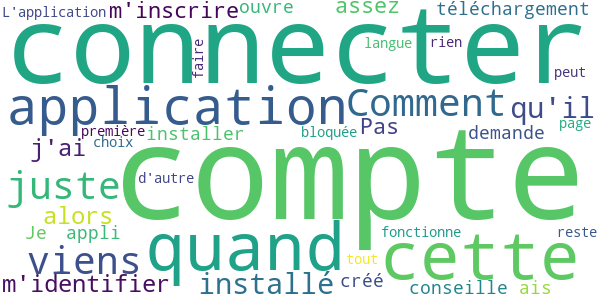 L'application m'inscrire ouvre assez téléchargement
connecter
faire langue rien peut
application Comment qu'il
première installer bloquée Pas demande page
j'ai choix
compte
juste d'autre
alors
Je appli quand fonctionne reste
viens tout cette
m'identifier installé créé conseille ais